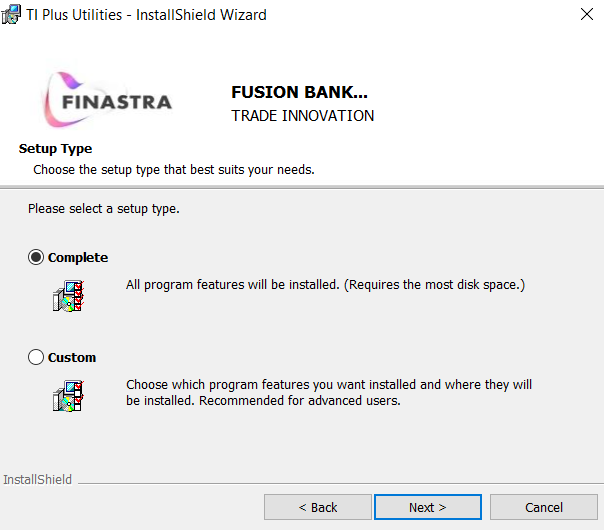 TI Plus Utilities - InstallShield Wizard
FINASTRA
FUSION BANK...
TRADE INNOVATION
Setup Type
Choose the setup type that best suits your needs.
Please select a setup type.
Complete
All program features will be installed. (Requires the most disk space.)
Custom
Choose which program features you want installed and where they will
be installed. Recommended for advanced users.
InstallShield
< Back
Next >
Cancel